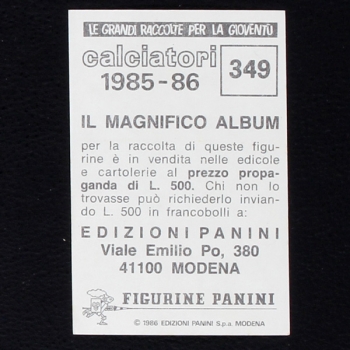 LE GRANDI RACCOLTE PER LA GIOVENTÙ
calciatori
1985-86
349
IL MAGNIFICO ALBUM
per la raccolta di queste figu-
rine è in vendita nelle edicole
e cartolerie al prezzo propa-
ganda di L. 500. Chi non lo
trovasse può richiederlo invian-
do L. 500 in francobolli a:
EDIZIONI PANINI
Viale Emilio Po, 380
41100 MODENA
FIGURINE PANINI
© 1986 EDIZIONI PANINI S.p.a. MODENA